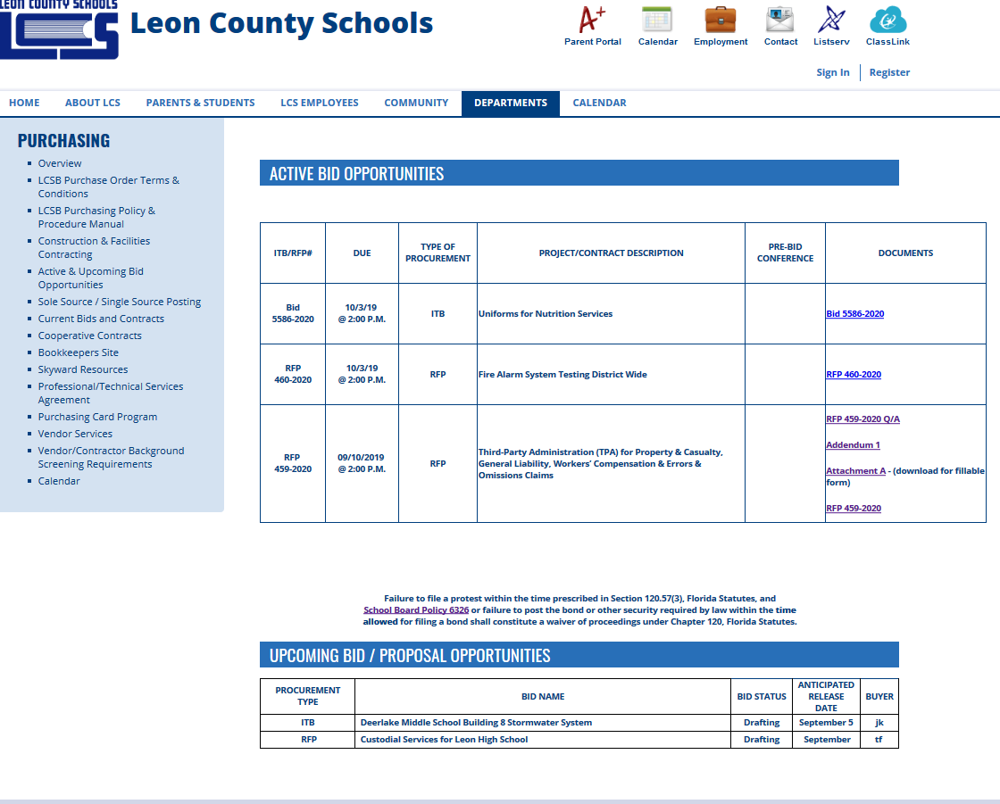 LEON COUNTY SCHOOLS
LCS
Leon County Schools
Parent Portal
Calendar
Employment
Contact
Listserv
ClassLink
Sign In
Register
HOME ABOUT LCS PARENTS & STUDENTS LCS EMPLOYEES COMMUNITY DEPARTMENTS CALENDAR
PURCHASING
Overview
LCSB Purchase Order Terms &
Conditions
LCSB Purchasing Policy &
Procedure Manual
Construction & Facilities
Contracting
Active & Upcoming Bid
Opportunities
Sole Source / Single Source Posting
Current Bids and Contracts
Cooperative Contracts
Bookkeepers Site
Skyward Resources
Professional/Technical Services
Agreement
Purchasing Card Program
Vendor Services
Vendor/Contractor Background
Screening Requirements
Calendar
ACTIVE BID OPPORTUNITIES
ITB/RFP#
DUE
TYPE OF
PROCUREMENT
PROJECT/CONTRACT DESCRIPTION
PRE-BID
CONFERENCE
DOCUMENTS
Bid
5586-2020
10/3/19
@ 2:00 P.M.
ITB
Uniforms for Nutrition Services
Bid 5586-2020
RFP
460-2020
10/3/19
@ 2:00 P.M.
RFP
Fire Alarm System Testing District Wide
RFP 460-2020
RFP
459-2020
09/10/2019
@ 2:00 P.M.
RFP
Third-Party Administration (TPA) for Property & Casualty,
General Liability, Workers' Compensation & Errors &
Omissions Claims
RFP 459-2020 Q/A
Addendum 1
Attachment A - (download for fillable
form)
RFP 459-2020
Failure to file a protest within the time prescribed in Section 120.57(3), Florida Statutes, and
School Board Policy 6326 or failure to post the bond or other security required by law within the time
allowed for filing a bond shall constitute a waiver of proceedings under Chapter 120, Florida Statutes.
UPCOMING BID / PROPOSAL OPPORTUNITIES
PROCUREMENT
TYPE
BID NAME
BID STATUS
ANTICIPATED
RELEASE
DATE
BUYER
ITB Deerlake Middle School Building 8 Stormwater System Drafting September 5 jk
RFP Custodial Services for Leon High School Drafting September tf